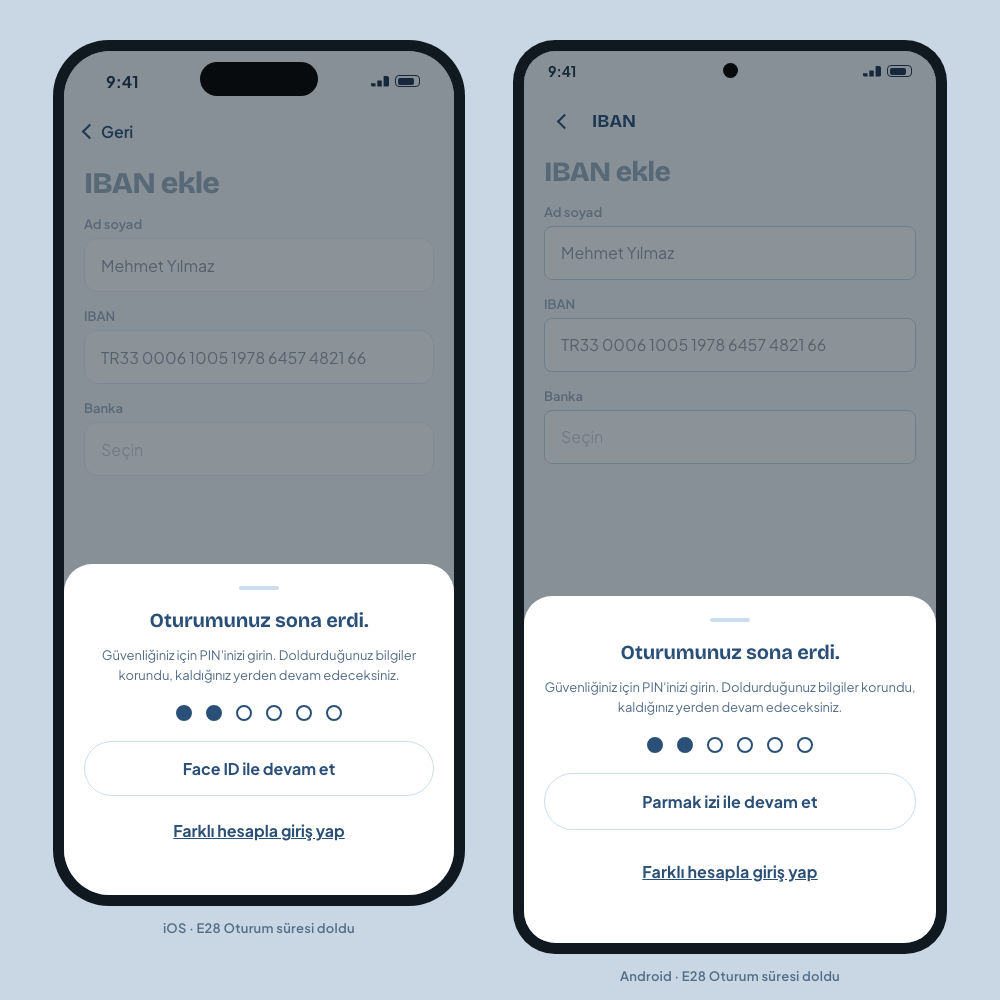 9:41
Geri
IBAN ekle
Ad soyad
Mehmet Yılmaz
IBAN
TR33 0006 1005 1978 6457 4821 66
Banka
Seçin
Oturumunuz sona erdi.
Güvenliğiniz için PIN'inizi girin. Doldurduğunuz bilgiler
korundu, kaldığınız yerden devam edeceksiniz.
Face ID ile devam et
Farklı hesapla giriş yap
iOS · E28 Oturum süresi doldu
9:41
IBAN
IBAN ekle
Ad soyad
Mehmet Yılmaz
IBAN
TR33 0006 1005 1978 6457 4821 66
Banka
Seçin
Oturumunuz sona erdi.
Güvenliğiniz için PIN'inizi girin. Doldurduğunuz bilgiler korundu,
kaldığınız yerden devam edeceksiniz.
Parmak izi ile devam et
Farklı hesapla giriş yap
Android · E28 Oturum süresi doldu